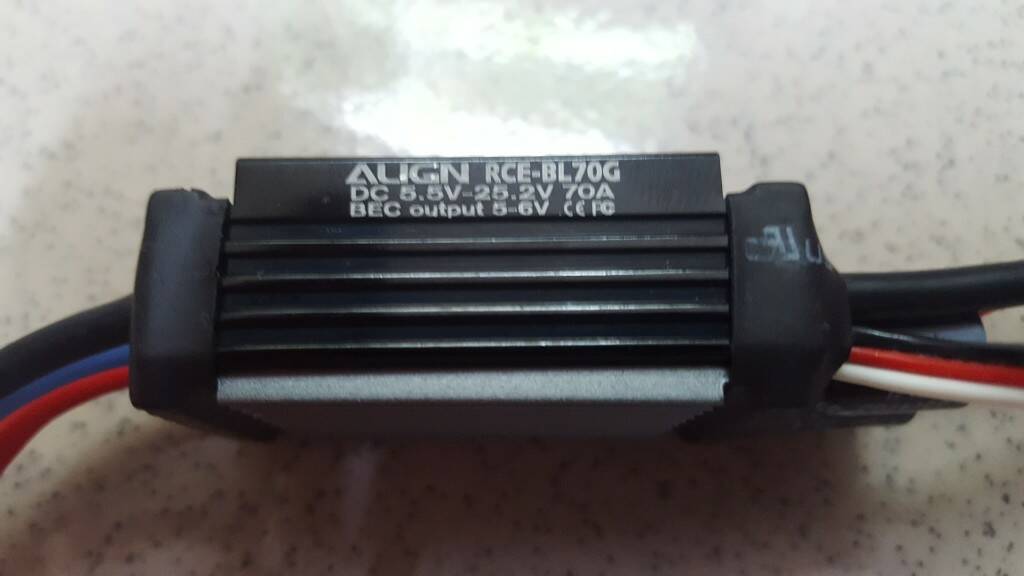 ALIGN RCE-BL70G
DC 5.5V-25.2V 70A
BEC output 5-6V CE FC